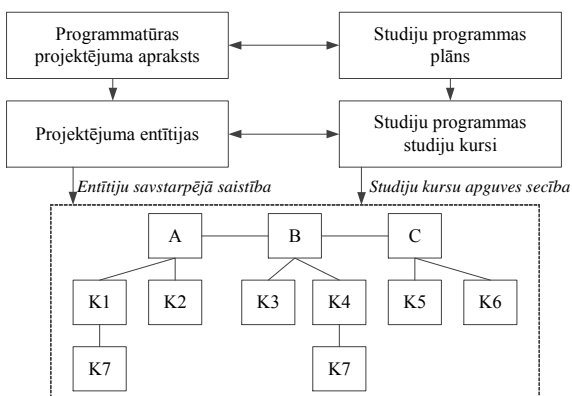 Programmatūras
projektējuma apraksts
Studiju programmas
plāns
Projektējuma entītijas
Studiju programmas
studiju kursi
Entītiju savstarpējā saistība
Studiju kursu apguves secība
A
B
C
K1
K2
K3
K4
K5
K6
K7
K7